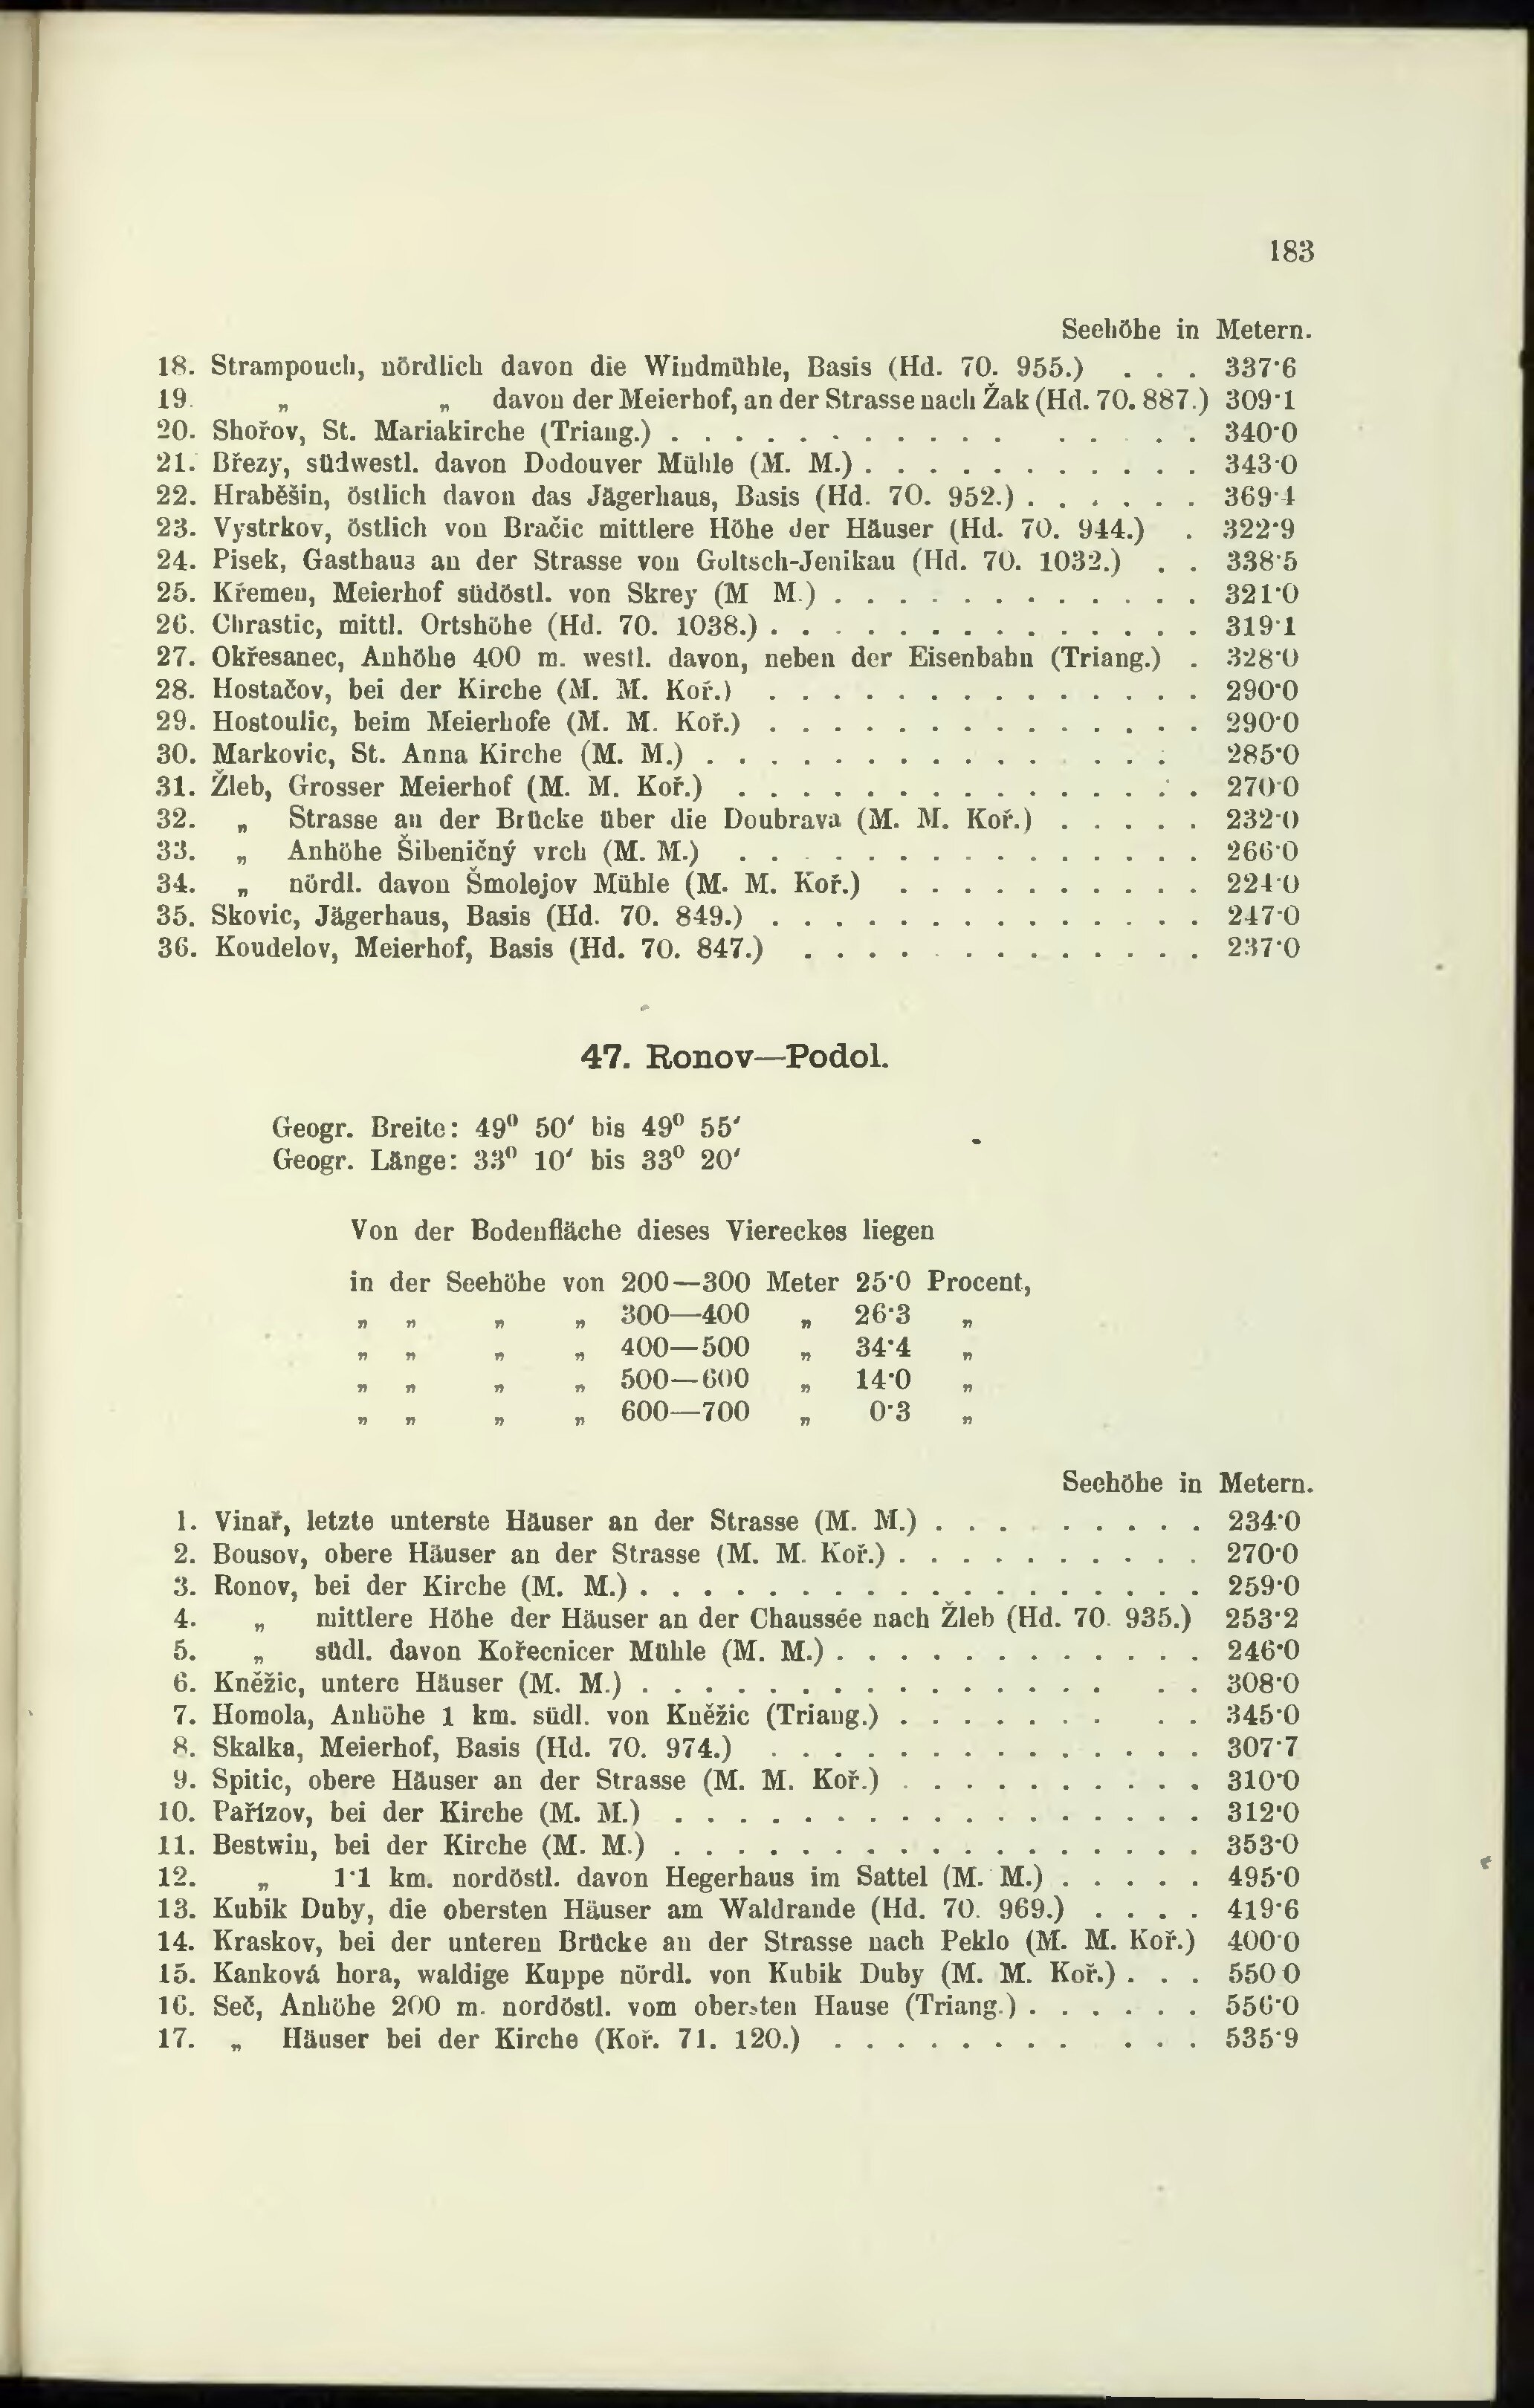 183
Seehöhe in Metern.
18. Strampouch, nördlich davon die Windmühle, Basis (Hd. 70. 955.) . . . 337·6
19. „ „ davon der Meierhof, an der Strasse nach Žak (Hd. 70. 887.) 309·1
20. Shořov, St. Mariakirche (Triang.) . . . . . . . . . . . . . . . . 340·0
21. Březy, südwestl. davon Dodouver Mühle (M. M.) . . . . . . . . . . . 343·0
22. Hraběšin, östlich davon das Jägerhaus, Basis (Hd. 70. 952.) . . . . . . 369·4
23. Vystrkov, östlich von Bračic mittlere Höhe der Häuser (Hd. 70. 944.) . 322·9
24. Pisek, Gasthaus an der Strasse von Goltsch-Jenikau (Hd. 70. 1032.) . . 338·5
25. Křemen, Meierhof südöstl. von Skrey (M M.) . . . . . . . . . . . . 321·0
26. Chrastic, mittl. Ortshöhe (Hd. 70. 1038.) . . . . . . . . . . . . . . 319·1
27. Okřesanec, Anhöhe 400 m. westl. davon, neben der Eisenbahn (Triang.) . 328·0
28. Hostačov, bei der Kirche (M. M. Koř.) . . . . . . . . . . . . . . 290·0
29. Hostoulic, beim Meierhofe (M. M. Koř.) . . . . . . . . . . . . . . 290·0
30. Markovic, St. Anna Kirche (M. M.) . . . . . . . . . . . . . . . 285·0
31. Žleb, Grosser Meierhof (M. M. Koř.) . . . . . . . . . . . . . . . 270·0
32. „ Strasse an der Brücke über die Doubrava (M. M. Koř.) . . . . . 232·0
33. „ Anhöhe Šibeničný vrch (M. M.) . . . . . . . . . . . . . . . 266·0
34. „ nördl. davon Šmolejov Mühle (M. M. Koř.) . . . . . . . . . . 224·0
35. Skovic, Jägerhaus, Basis (Hd. 70. 849.) . . . . . . . . . . . . . . 247·0
36. Koudelov, Meierhof, Basis (Hd. 70. 847.) . . . . . . . . . . . . . 237·0
47. Ronov—Podol.
Geogr. Breite: 49⁰ 50′ bis 49⁰ 55′
Geogr. Länge: 33⁰ 10′ bis 33⁰ 20′
Von der Bodenfläche dieses Viereckes liegen
in der Seehöhe von 200—300 Meter 25·0 Procent,
„ „ „ „ 300—400 „ 26·3 „
„ „ „ „ 400—500 „ 34·4 „
„ „ „ „ 500—600 „ 14·0 „
„ „ „ „ 600—700 „ 0·3 „
Seehöhe in Metern.
1. Vinař, letzte unterste Häuser an der Strasse (M. M.) . . . . . . . . . 234·0
2. Bousov, obere Häuser an der Strasse (M. M. Koř.) . . . . . . . . . . 270·0
3. Ronov, bei der Kirche (M. M.) . . . . . . . . . . . . . . . . . . 259·0
4. „ mittlere Höhe der Häuser an der Chaussée nach Žleb (Hd. 70. 935.) 253·2
5. „ südl. davon Kořecnicer Mühle (M. M.) . . . . . . . . . . . . 246·0
6. Kněžic, untere Häuser (M. M.) . . . . . . . . . . . . . . . . . 308·0
7. Homola, Anhöhe 1 km. südl. von Kněžic (Triang.) . . . . . . . . . 345·0
8. Skalka, Meierhof, Basis (Hd. 70. 974.) . . . . . . . . . . . . . . 307·7
9. Spitic, obere Häuser an der Strasse (M. M. Koř.) . . . . . . . . . . 310·0
10. Pařízov, bei der Kirche (M. M.) . . . . . . . . . . . . . . . . . 312·0
11. Bestwin, bei der Kirche (M. M.) . . . . . . . . . . . . . . . . . 353·0
12. „ 1·1 km. nordöstl. davon Hegerhaus im Sattel (M. M.) . . . . . 495·0
13. Kubik Duby, die obersten Häuser am Waldrande (Hd. 70. 969.) . . . . 419·6
14. Kraskov, bei der unteren Brücke an der Strasse nach Peklo (M. M. Koř.) 400·0
15. Kanková hora, waldige Kuppe nördl. von Kubik Duby (M. M. Koř.) . . . 550·0
16. Seč, Anhöhe 200 m. nordöstl. vom obersten Hause (Triang.) . . . . . . 556·0
17. „ Häuser bei der Kirche (Koř. 71. 120.) . . . . . . . . . . . 535·9